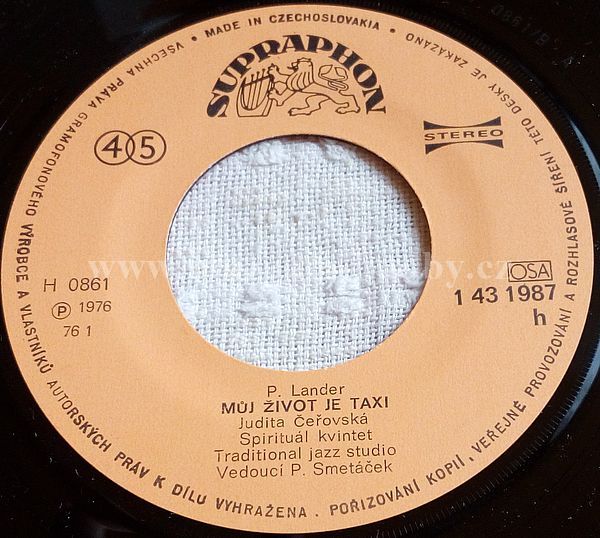 VŠECHNA PRÁVA GRAMOFONOVÉHO VÝROBCE A VLASTNÍKŮ AUTORSKÝCH PRÁV K DÍLU VYHRAŽENA . POŘIZOVÁNÍ KOPIÍ , VEŘEJNÉ PROVOZOVÁNÍ A ROZHLASOVÉ ŠÍŘENÍ TÉTO DESKY JE ZAKÁZÁNO
• MADE IN CZECHOSLOVAKIA •
SUPRAPHON
45
STEREO
H 0861
Ⓟ 1976
76 1
OSA
1 43 1987
h
P. Lander
MŮJ ŽIVOT JE TAXI
Judita Čeřovská
Spirituál kvintet
Traditional jazz studio
Vedoucí P. Smetáček